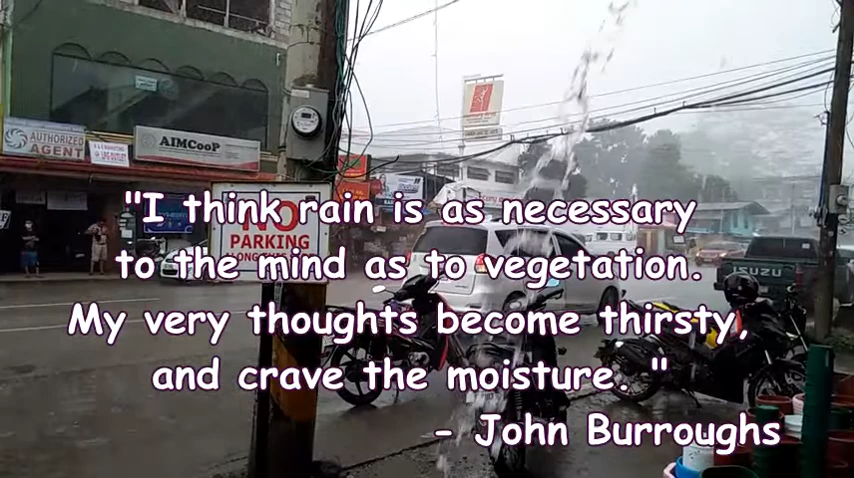 AUTHORIZED
AGENT
AIMCooP
NO
PARKING
ISUZU
"I think rain is as necessary
to the mind as to vegetation.
My very thoughts become thirsty,
and crave the moisture. "
- John Burroughs